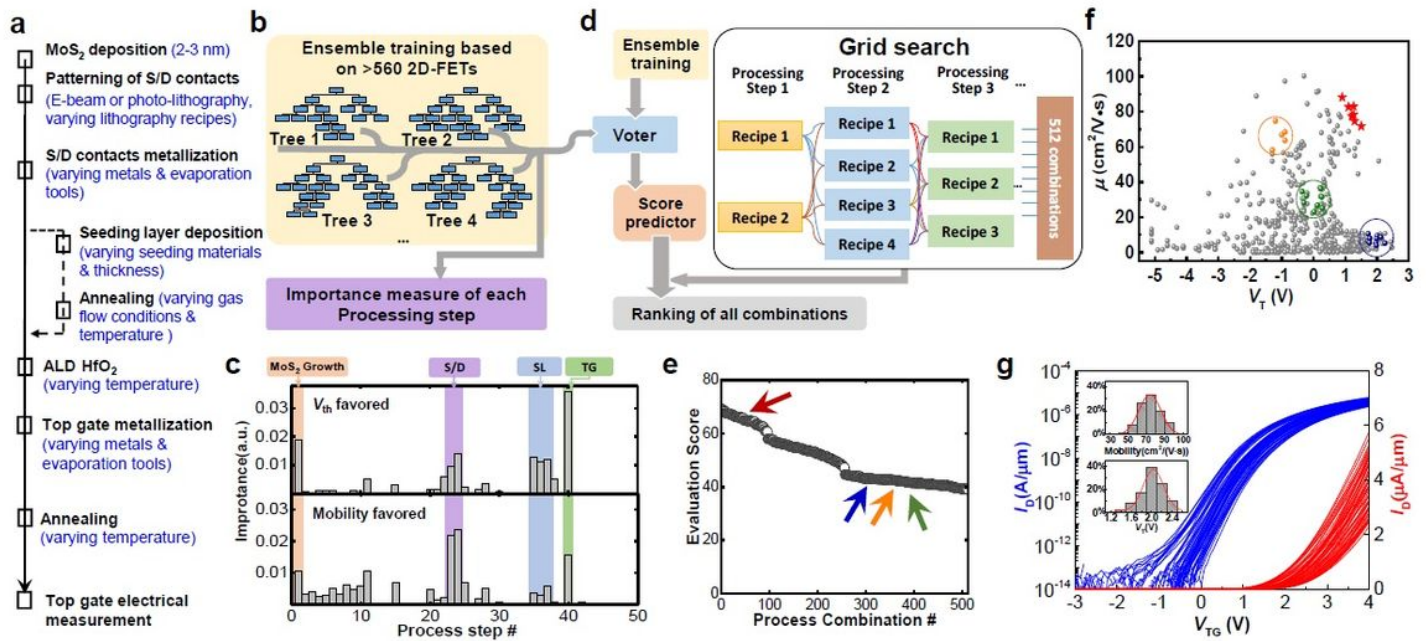 a
MoS2 deposition (2-3 nm)
Patterning of S/D contacts
(E-beam or photo-lithography,
varying lithography recipes)
S/D contacts metallization
(varying metals & evaporation
tools)
Seeding layer deposition
(varying seeding materials
& thickness)
Annealing (varying gas
flow conditions &
temperature )
ALD HfO2
(varying temperature)
Top gate metallization
(varying metals &
evaporation tools)
Annealing
(varying temperature)
Top gate electrical
measurement
b
Ensemble training based
on >560 2D-FETs
Tree 1
Tree 2
Tree 3
Tree 4
...
Importance measure of each
Processing step
Voter
d
Ensemble
training
Score
predictor
Ranking of all combinations
Grid search
Processing
Step 1
Processing
Step 2
Processing
Step 3
...
Recipe 1
Recipe 2
Recipe 1
Recipe 2
Recipe 3
Recipe 4
Recipe 1
Recipe 2
Recipe 3
...
512 combinations
c
MoS2 Growth
S/D
SL
TG
Vth favored
Mobility favored
Improtance(a.u.)
0.03
0.02
0.01
0.03
0.02
0.01
0 10 20 30 40 50
Process step #
e
Evaluation Score
80
60
40
20
0 100 200 300 400 500
Process Combination #
f
μ (cm2/V·s)
120
100
80
60
40
20
0
-5 -4 -3 -2 -1 0 1 2
VT (V)
g
ID(A/μm)
10-4
10-6
10-8
10-10
10-12
10-14
ID(μA/μm)
8
6
4
2
0
40%
20%
0%
30 50 70 90 100
Mobility(cm2/(V·s)
40%
20%
0%
1.2 1.6 2.0 2.4
VT(V)
-3 -2 -1 0 1 2 3 4
VTG (V)